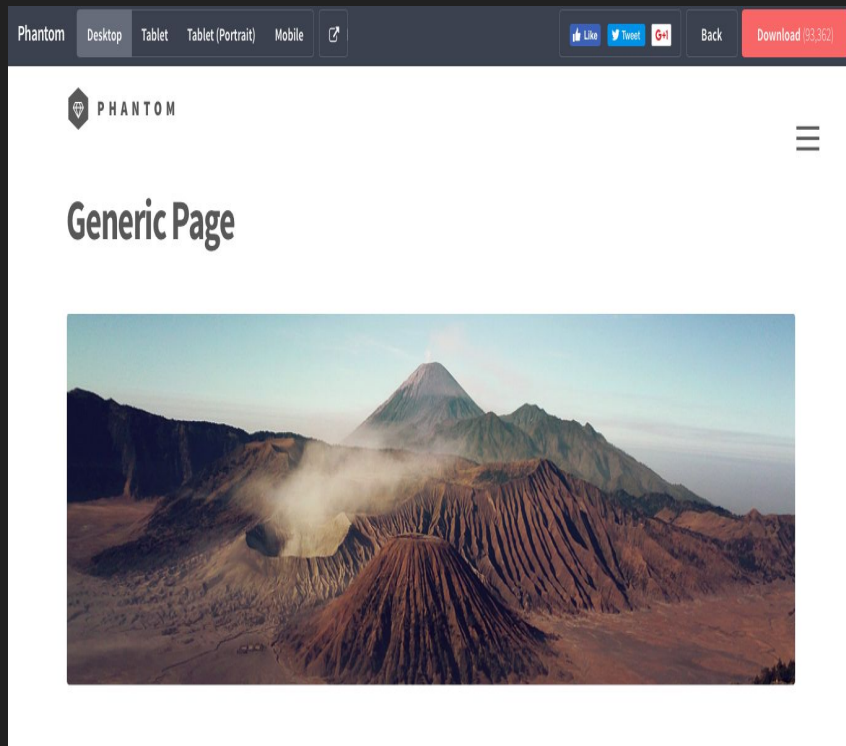 Phantom Desktop Tablet Tablet (Portrait) Mobile Like Tweet G+1 Back Download (93,362)
PHANTOM
Generic Page